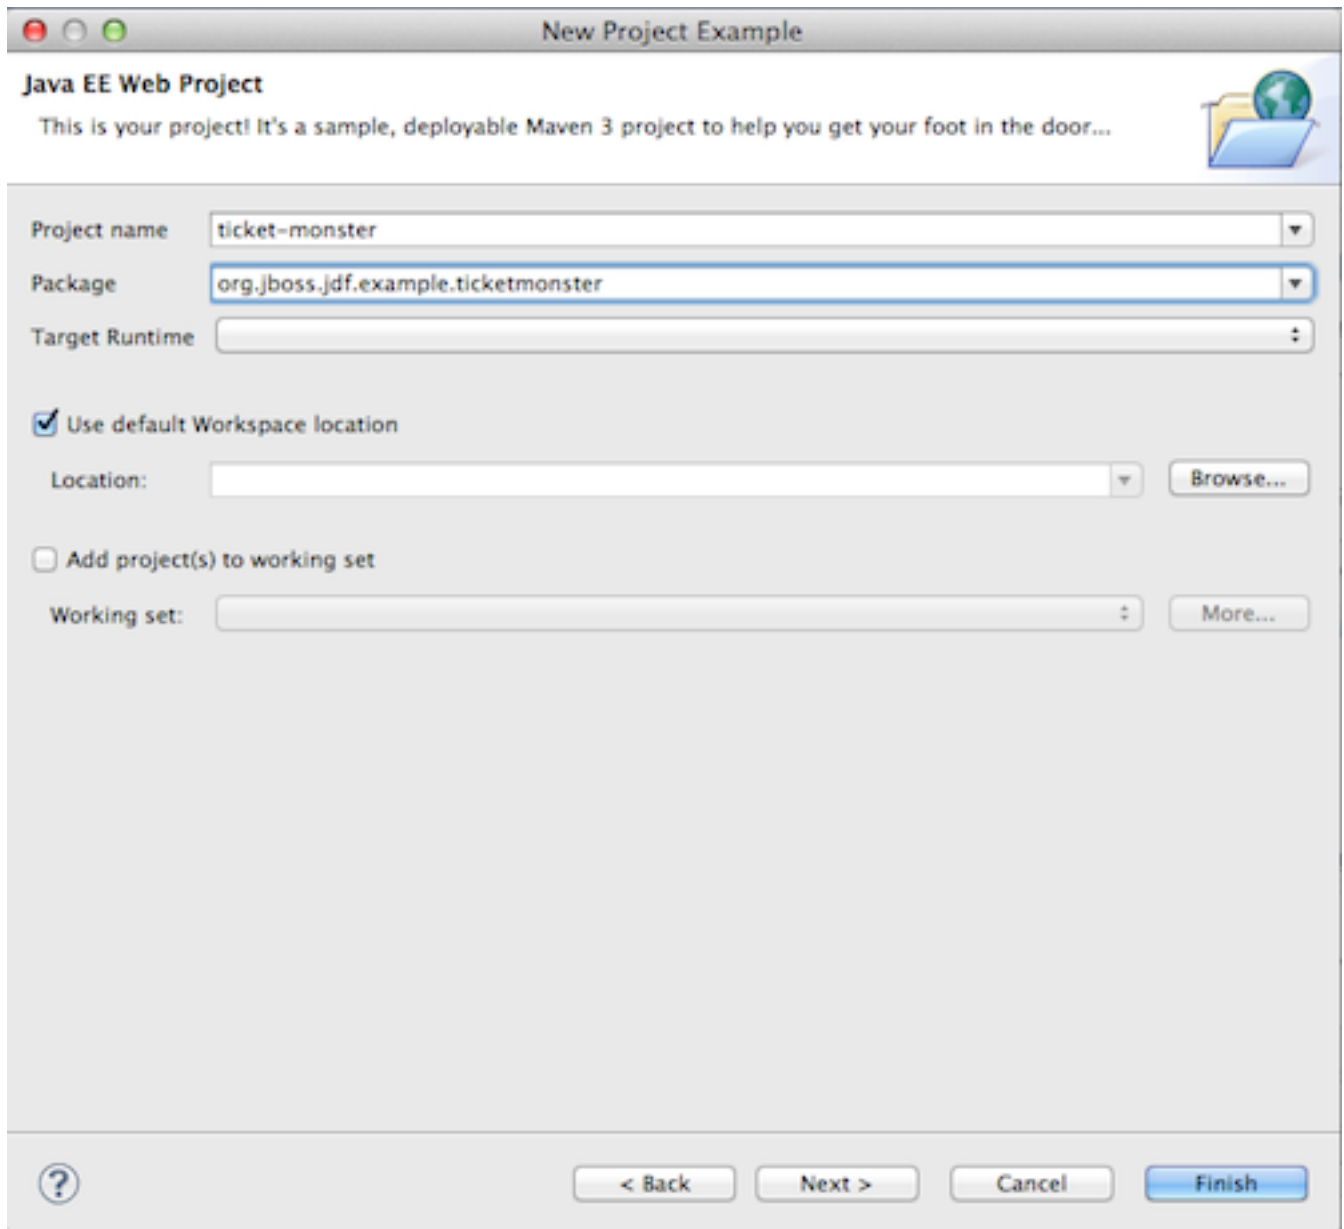 New Project Example
Java EE Web Project
This is your project! It's a sample, deployable Maven 3 project to help you get your foot in the door...
Project name ticket-monster
Package org.jboss.jdf.example.ticketmonster
Target Runtime
Use default Workspace location
Location: Browse...
Add project(s) to working set
Working set: More...
? < Back Next > Cancel Finish